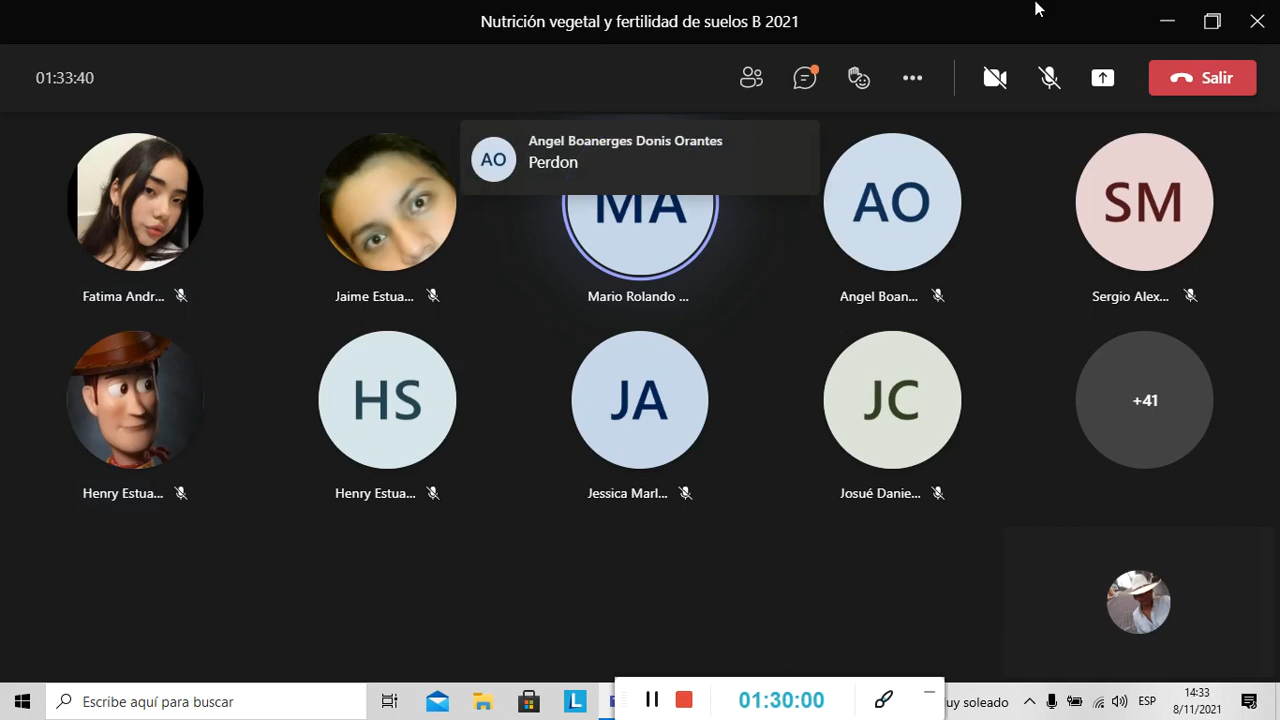 Nutrición vegetal y fertilidad de suelos B 2021
01:33:40
Salir
Angel Boanerges Donis Orantes
AO
Perdon
MA
AO
SM
Fatima Andr...
Jaime Estua...
Mario Rolando ...
Angel Boan...
Sergio Alex...
HS
JA
JC
+41
Henry Estua...
Henry Estua...
Jessica Marl...
Josué Danie...
Escribe aquí para buscar
L
01:30:00
uy soleado
ESP
14:33
8/11/2021